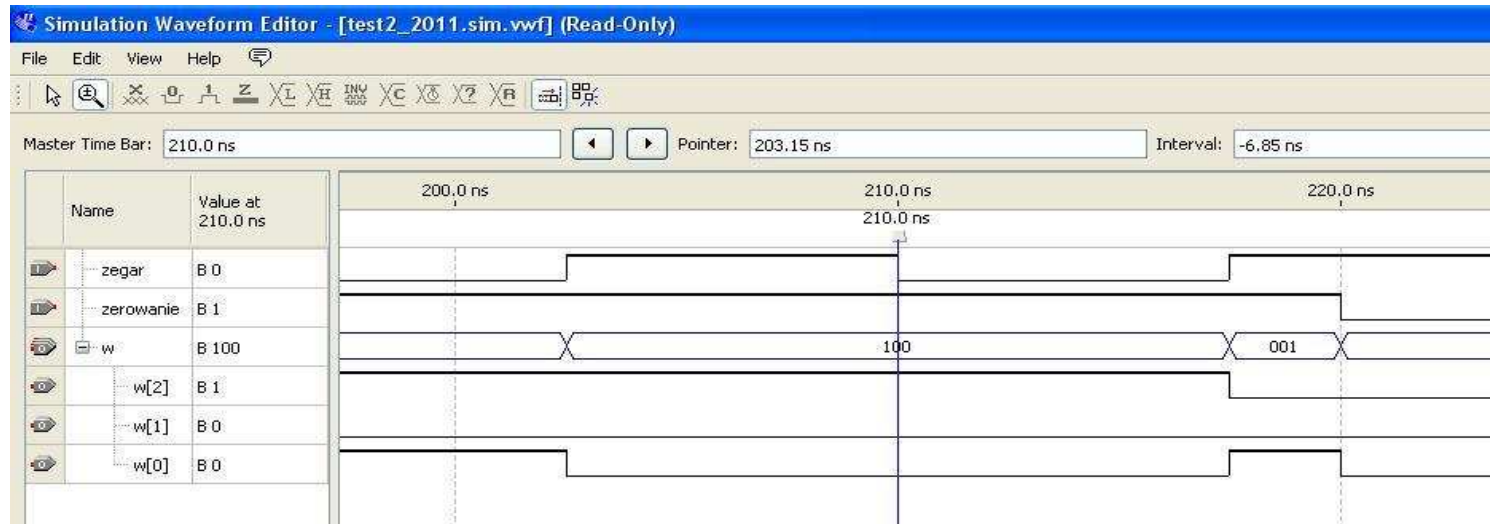 Simulation Waveform Editor - [test2_2011.sim.vwf] (Read-Only)
File Edit View Help
Master Time Bar: 210.0 ns Pointer: 203.15 ns Interval: -6.85 ns
Name Value at 210.0 ns 200.0 ns 210.0 ns 220.0 ns
210.0 ns
zegar B 0
zerowanie B 1
w B 100 100 001
w[2] B 1
w[1] B 0
w[0] B 0